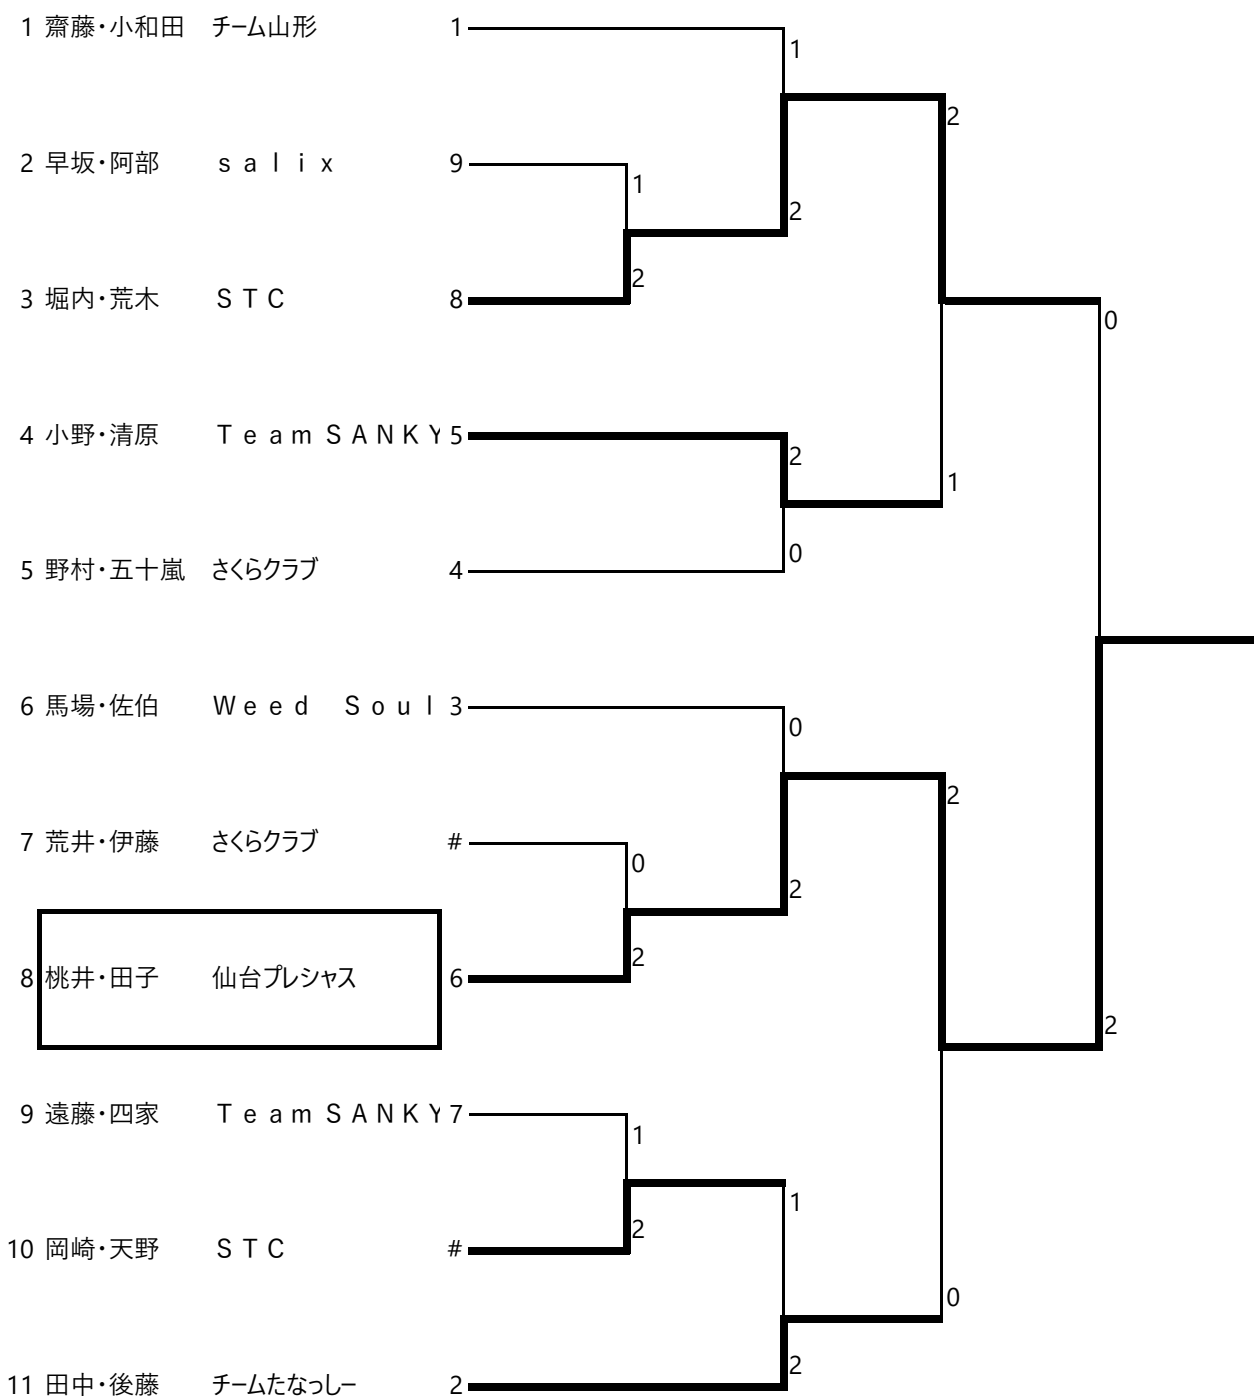 1 齋藤・小和田 チーム山形 1
1
2
2 早坂・阿部 ｓａｌｉｘ 9
1
2
2
3 堀内・荒木 ＳＴＣ 8
0
4 小野・清原 ＴｅａｍＳＡＮＫＹ 5
2
1
0
5 野村・五十嵐 さくらクラブ 4
6 馬場・佐伯 Ｗｅｅｄ　Ｓｏｕｌ 3
0
2
7 荒井・伊藤 さくらクラブ #
0
2
2
8 桃井・田子 仙台プレシャス 6
2
9 遠藤・四家 ＴｅａｍＳＡＮＫＹ 7
1
1
2
10 岡崎・天野 ＳＴＣ #
0
2
11 田中・後藤 チームたなっしー 2